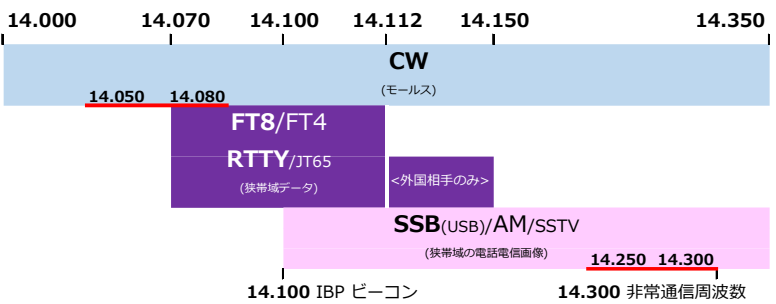 14.000 14.070 14.100 14.112 14.150 14.350
CW
(モールス)
14.050 14.080
FT8/FT4
RTTY/JT65
(狭帯域データ)
<外国相手のみ>
SSB(USB)/AM/SSTV
(狭帯域の電話電信画像)
14.250 14.300
14.100 IBP ビーコン 14.300 非常通信周波数